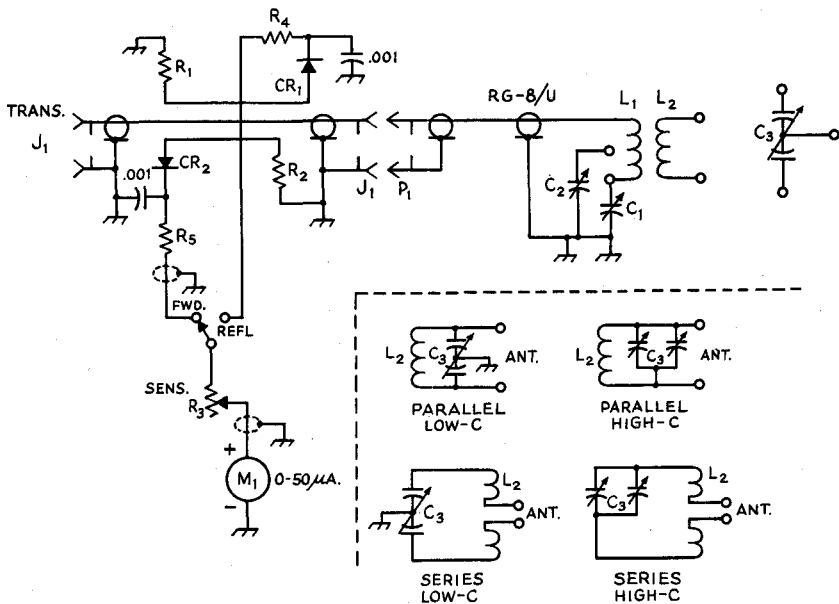 R4
R1
CR1
.001
TRANS.
J1
CR2
.001
R2
J1
P1
RG-8/U
L1
L2
C2
C1
C3
R5
FWD.
REFL
SENS.
R3
+
M1
0-50µA.
-
L2
C3
ANT.
PARALLEL
LOW-C
L2
C3
ANT.
PARALLEL
HIGH-C
C3
L2
ANT.
SERIES
LOW-C
C3
L2
ANT.
SERIES
HIGH-C